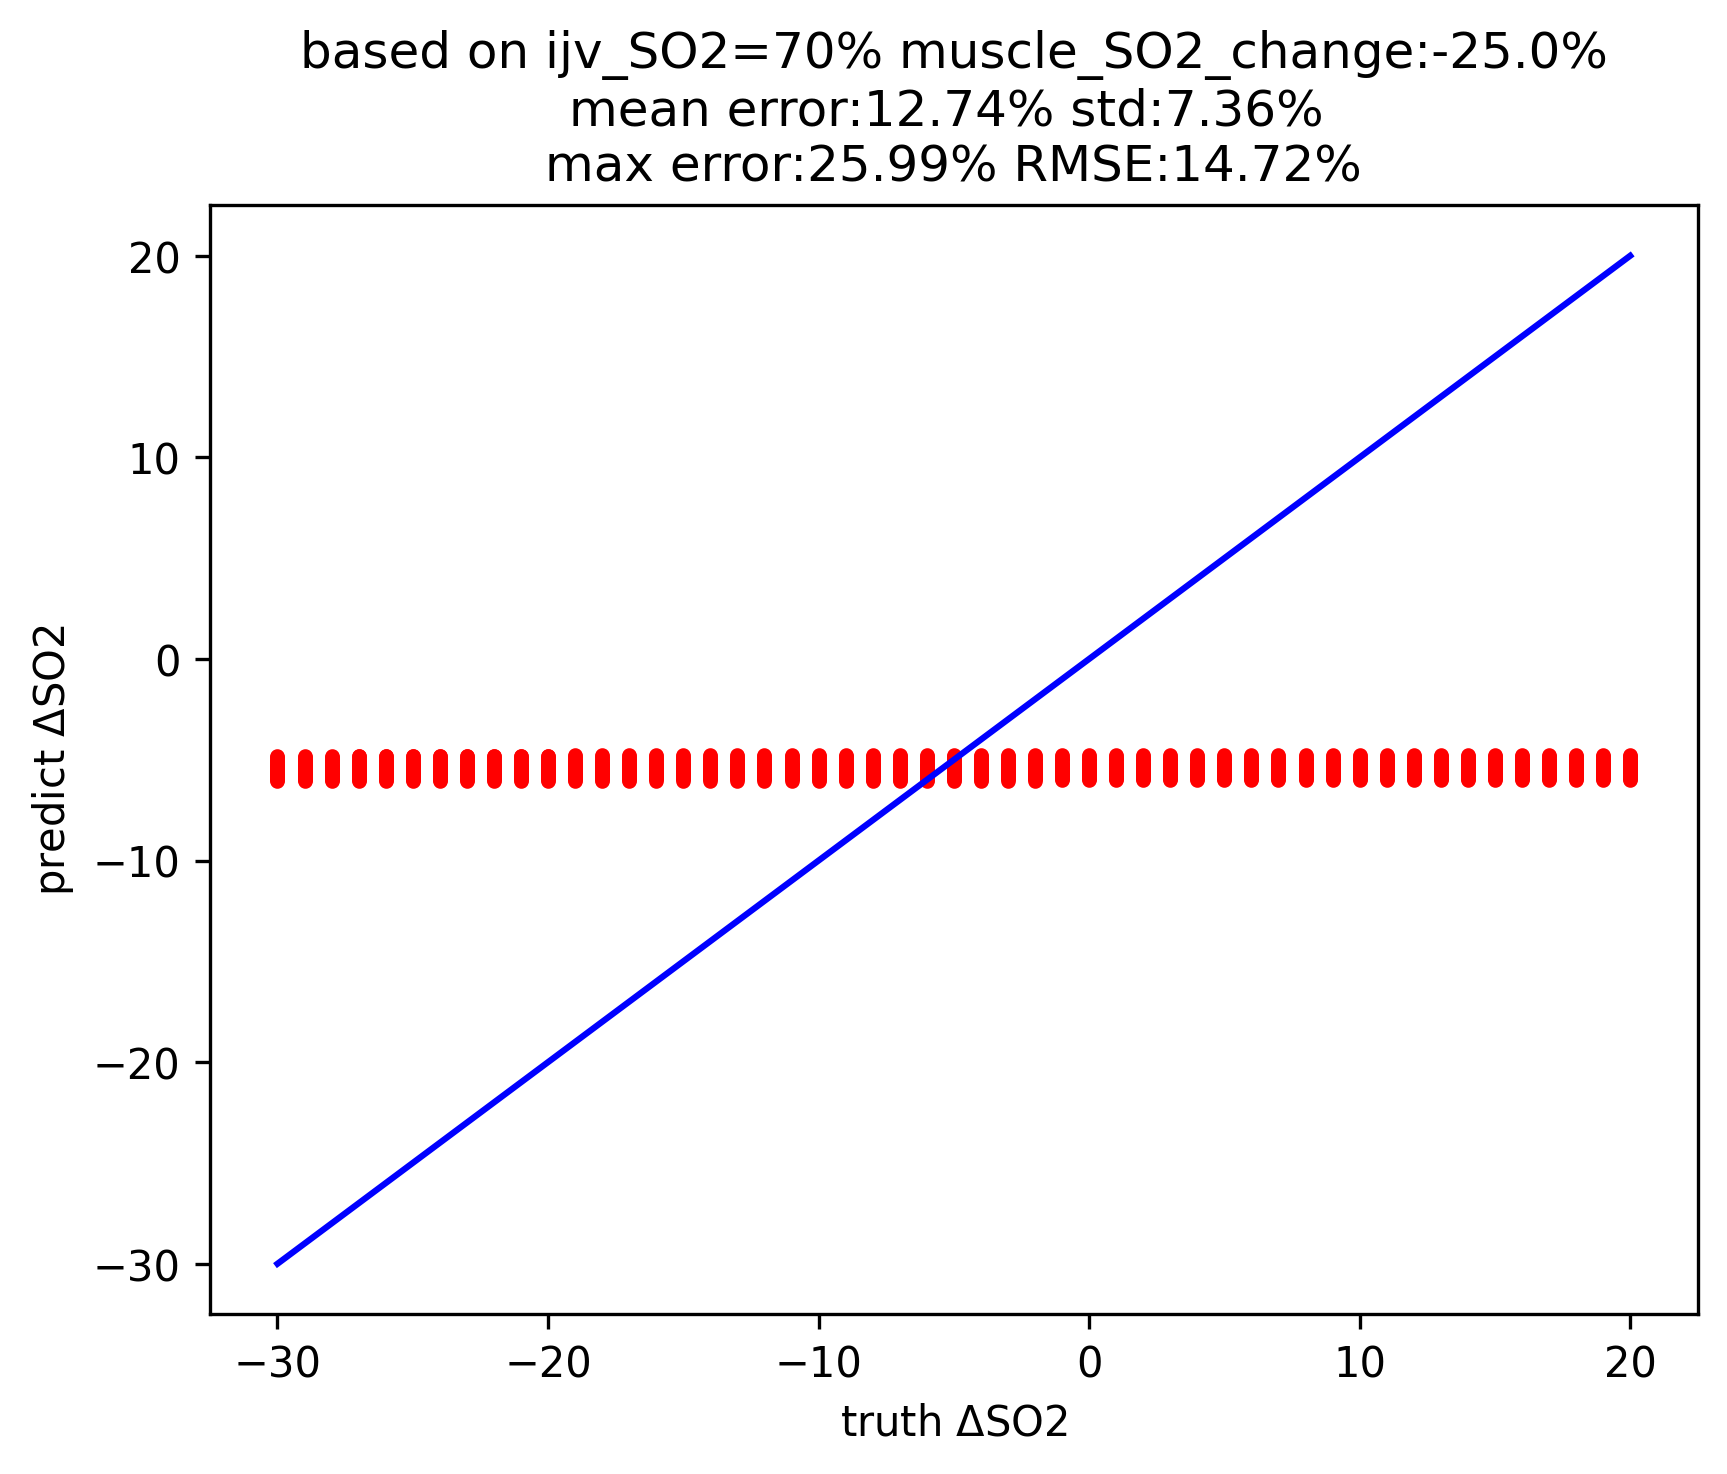 based on ijv_SO2=70% muscle_SO2_change:-25.0%
mean error:12.74% std:7.36%
max error:25.99% RMSE:14.72%
20
10
0
−10
−20
−30
predict ΔSO2
−30
−20
−10
0
10
20
truth ΔSO2